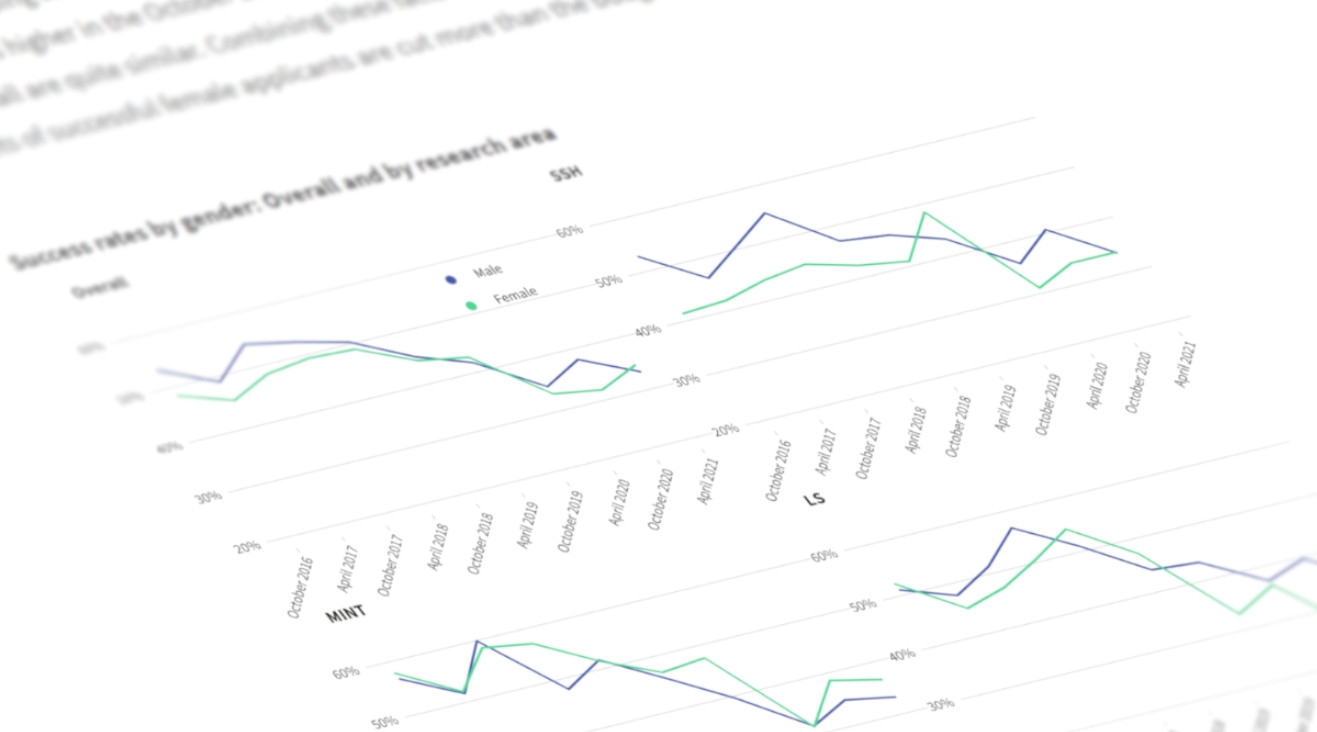 higher in the October
are quite similar. Combining these
of successful female applicants are cut more than the
Success rates by gender: Overall and by research area
Overall
Male
Female
60%
50%
40%
30%
20%
October 2016
April 2017
October 2017
April 2018
October 2018
April 2019
October 2019
April 2020
October 2020
April 2021
SSH
60%
50%
40%
30%
20%
October 2016
April 2017
October 2017
April 2018
October 2018
April 2019
October 2019
April 2020
October 2020
April 2021
MINT
60%
50%
LS
60%
50%
40%
30%